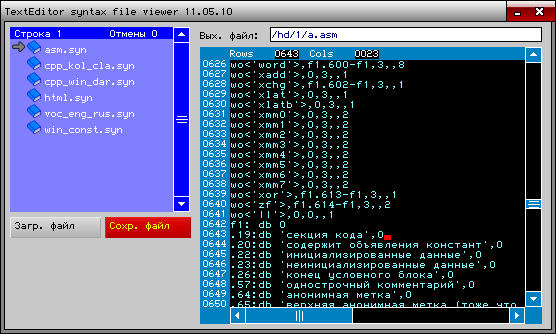 TextEditor syntax file viewer 11.05.10
Строка 1 Отмены 0
asm.syn
cpp_kol_cla.syn
cpp_win_dar.syn
html.syn
voc_eng_rus.syn
win_const.syn
Загр. файл Сохр. файл
Вых. файл: /hd/1/a.asm
Rows 0643 Cols 0023
0626 wo<'word'>,f1.600-f1,3,,8
0627 wo<'xadd'>,0,3,,1
0628 wo<'xchg'>,f1.602-f1,3,,1
0629 wo<'xlat'>,0,3,,1
0630 wo<'xlatb'>,0,3,,1
0631 wo<'xmm0'>,0,3,,2
0632 wo<'xmm1'>,0,3,,2
0633 wo<'xmm2'>,0,3,,2
0634 wo<'xmm3'>,0,3,,2
0635 wo<'xmm4'>,0,3,,2
0636 wo<'xmm5'>,0,3,,2
0637 wo<'xmm6'>,0,3,,2
0638 wo<'xmm7'>,0,3,,2
0639 wo<'xor'>,f1.613-f1,3,,1
0640 wo<'zf'>,f1.614-f1,3,,2
0641 wo<'||'>,0,0,,1
0642 f1: db 0
0643 .19:db 'секция кода',0
0644 .20:db 'содержит объявления констант',0
0645 .22:db 'инициализированные данные',0
0646 .23:db 'неинициализированные данные',0
0647 .26:db 'конец условного блока',0
0648 .57:db 'однострочный комментарий',0
0649 .64:db 'анонимная метка',0
0650 .65:db 'верхняя анонимная метка (тоже что